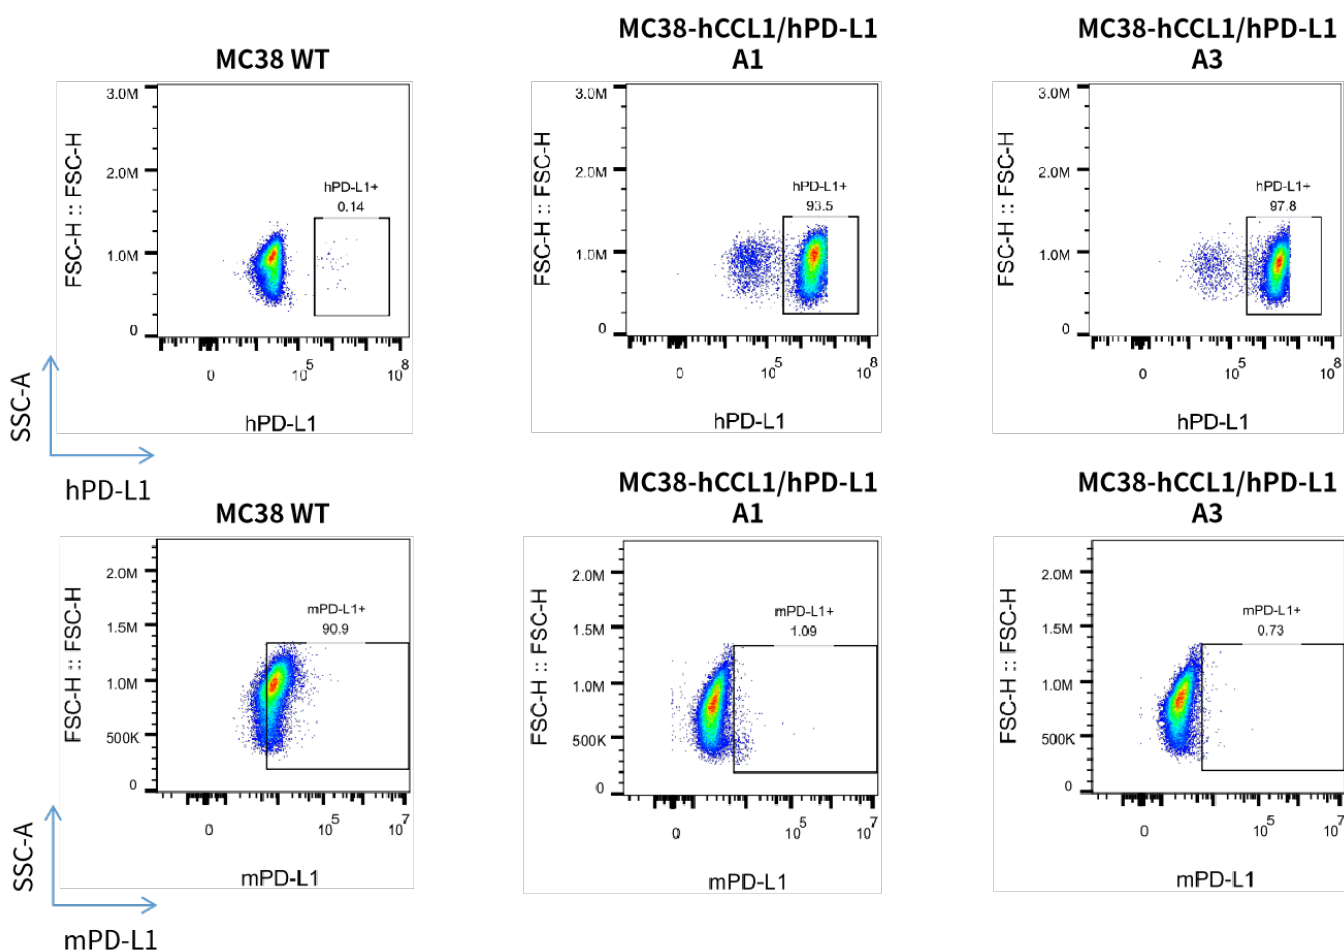 MC38 WT
3.0M
2.0M
1.0M
0
FSC-H :: FSC-H
hPD-L1+
0.14
0
10^5
10^8
hPD-L1
MC38-hCCL1/hPD-L1
A1
3.0M
2.0M
1.0M
0
FSC-H :: FSC-H
hPD-L1+
93.5
0
10^5
10^8
hPD-L1
MC38-hCCL1/hPD-L1
A3
3.0M
2.0M
1.0M
0
FSC-H :: FSC-H
hPD-L1+
97.8
0
10^5
10^8
hPD-L1
SSC-A
hPD-L1
MC38 WT
2.0M
1.5M
1.0M
500K
0
FSC-H :: FSC-H
mPD-L1+
90.9
0
10^5
10^7
mPD-L1
MC38-hCCL1/hPD-L1
A1
2.0M
1.5M
1.0M
500K
0
FSC-H :: FSC-H
mPD-L1+
1.09
0
10^5
10^7
mPD-L1
MC38-hCCL1/hPD-L1
A3
2.0M
1.5M
1.0M
500K
0
FSC-H :: FSC-H
mPD-L1+
0.73
0
10^5
10^7
mPD-L1
SSC-A
mPD-L1